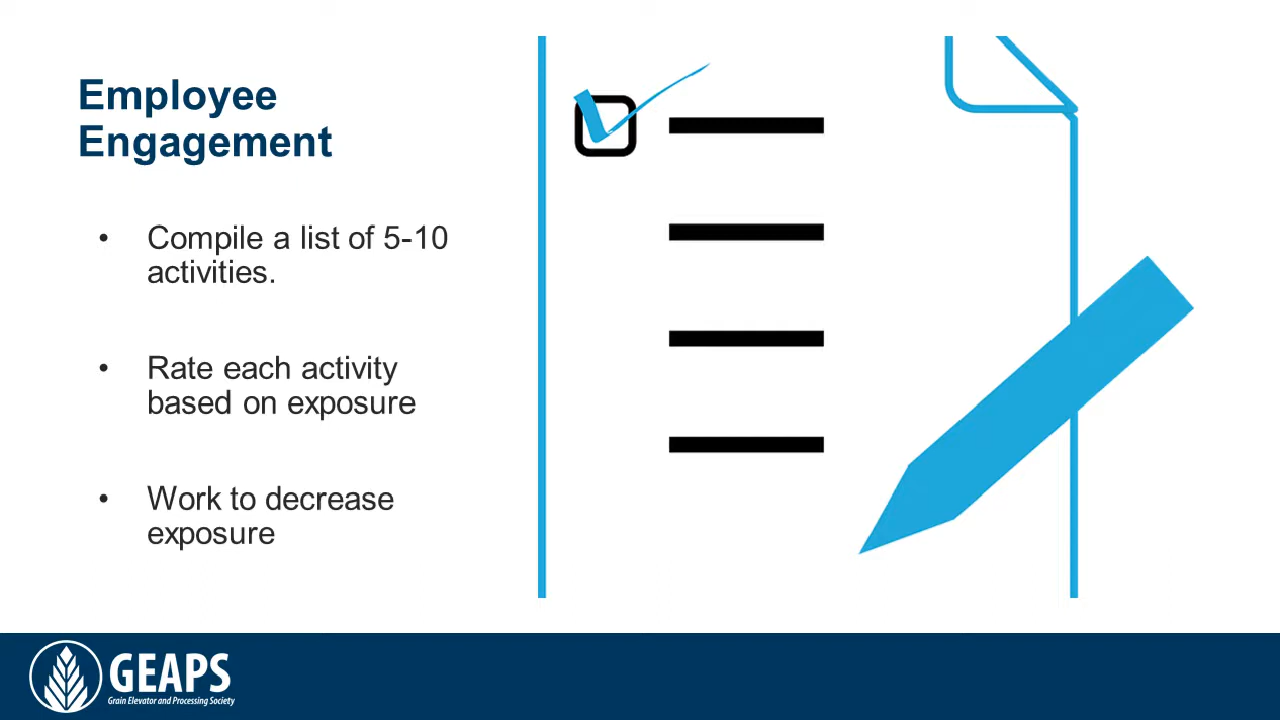 Employee
Engagement
• Compile a list of 5-10
activities.
• Rate each activity
based on exposure
• Work to decrease
exposure
GEAPS
Grain Elevator and Processing Society